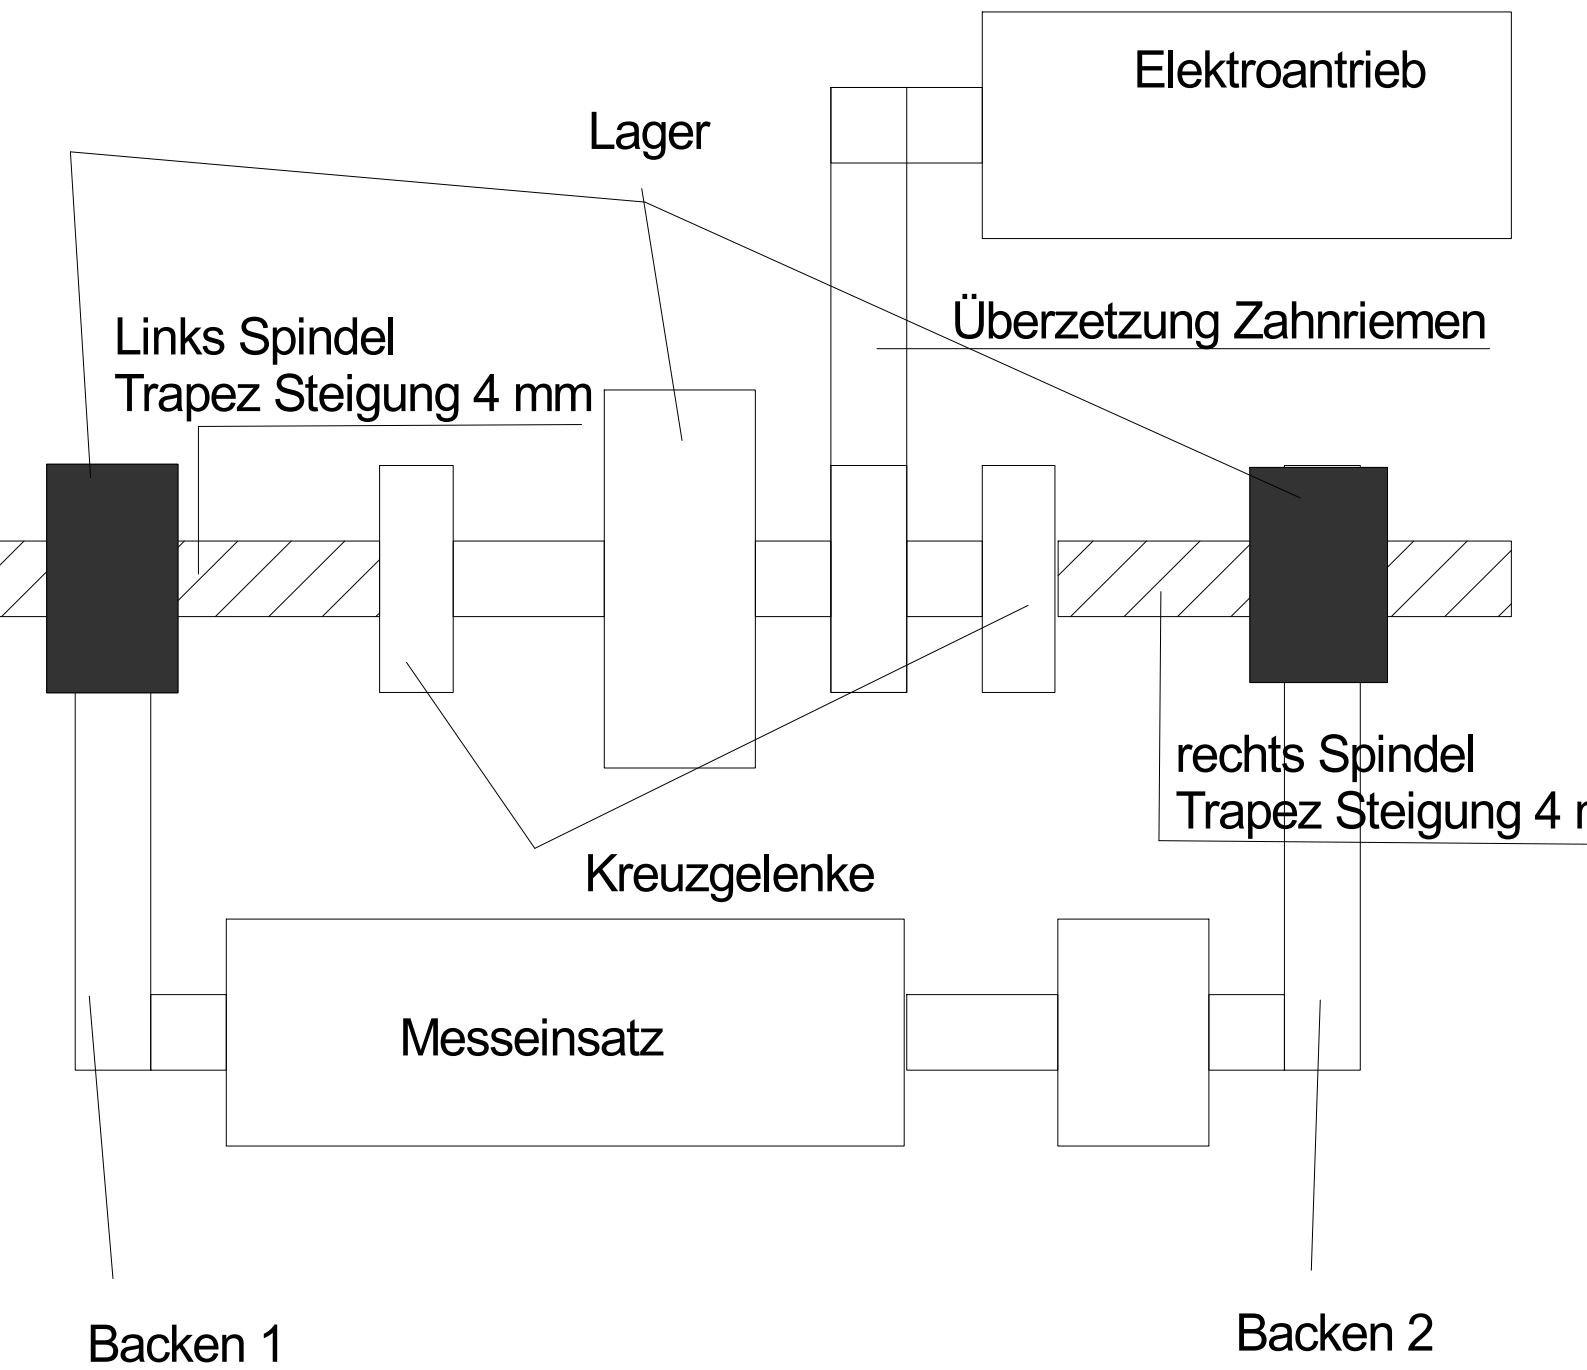 Elektroantrieb
Lager
Überzetzung Zahnriemen
Links Spindel
Trapez Steigung 4 mm
rechts Spindel
Trapez Steigung 4
Kreuzgelenke
Messeinsatz
Backen 1
Backen 2